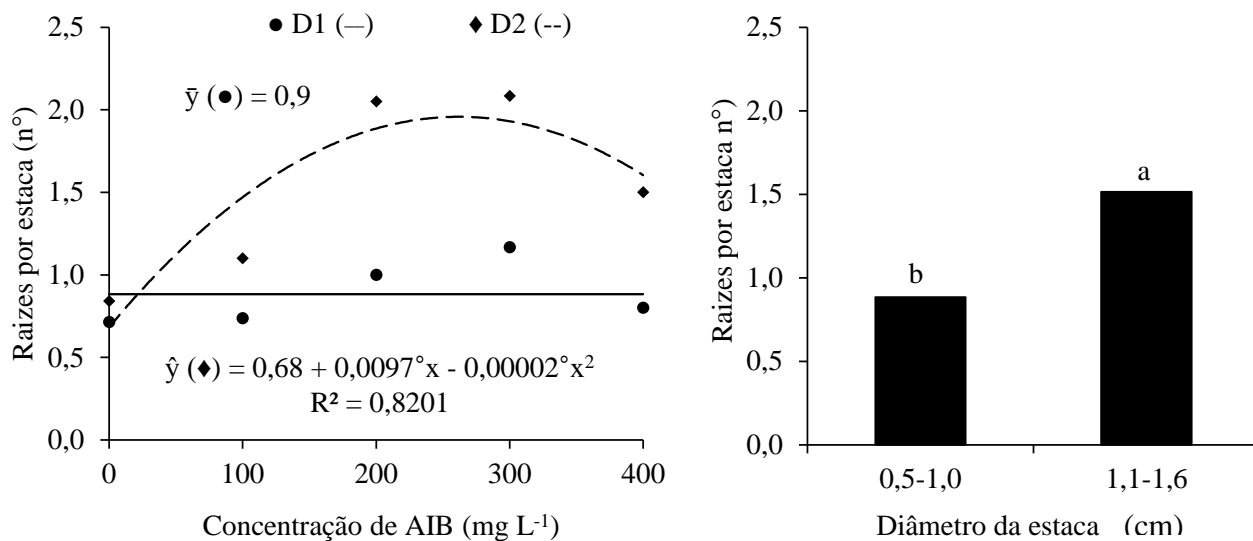 2,5
2,0
1,5
1,0
0,5
0,0
Raizes por estaca (n°)
● D1 (—) ♦ D2 (--)
ȳ (●) = 0,9
ŷ (♦) = 0,68 + 0,0097°x - 0,00002°x²
R² = 0,8201
0 100 200 300 400
Concentração de AIB (mg L⁻¹)
2,5
2,0
1,5
1,0
0,5
0,0
Raizes por estaca n°)
b
a
0,5-1,0 1,1-1,6
Diâmetro da estaca (cm)